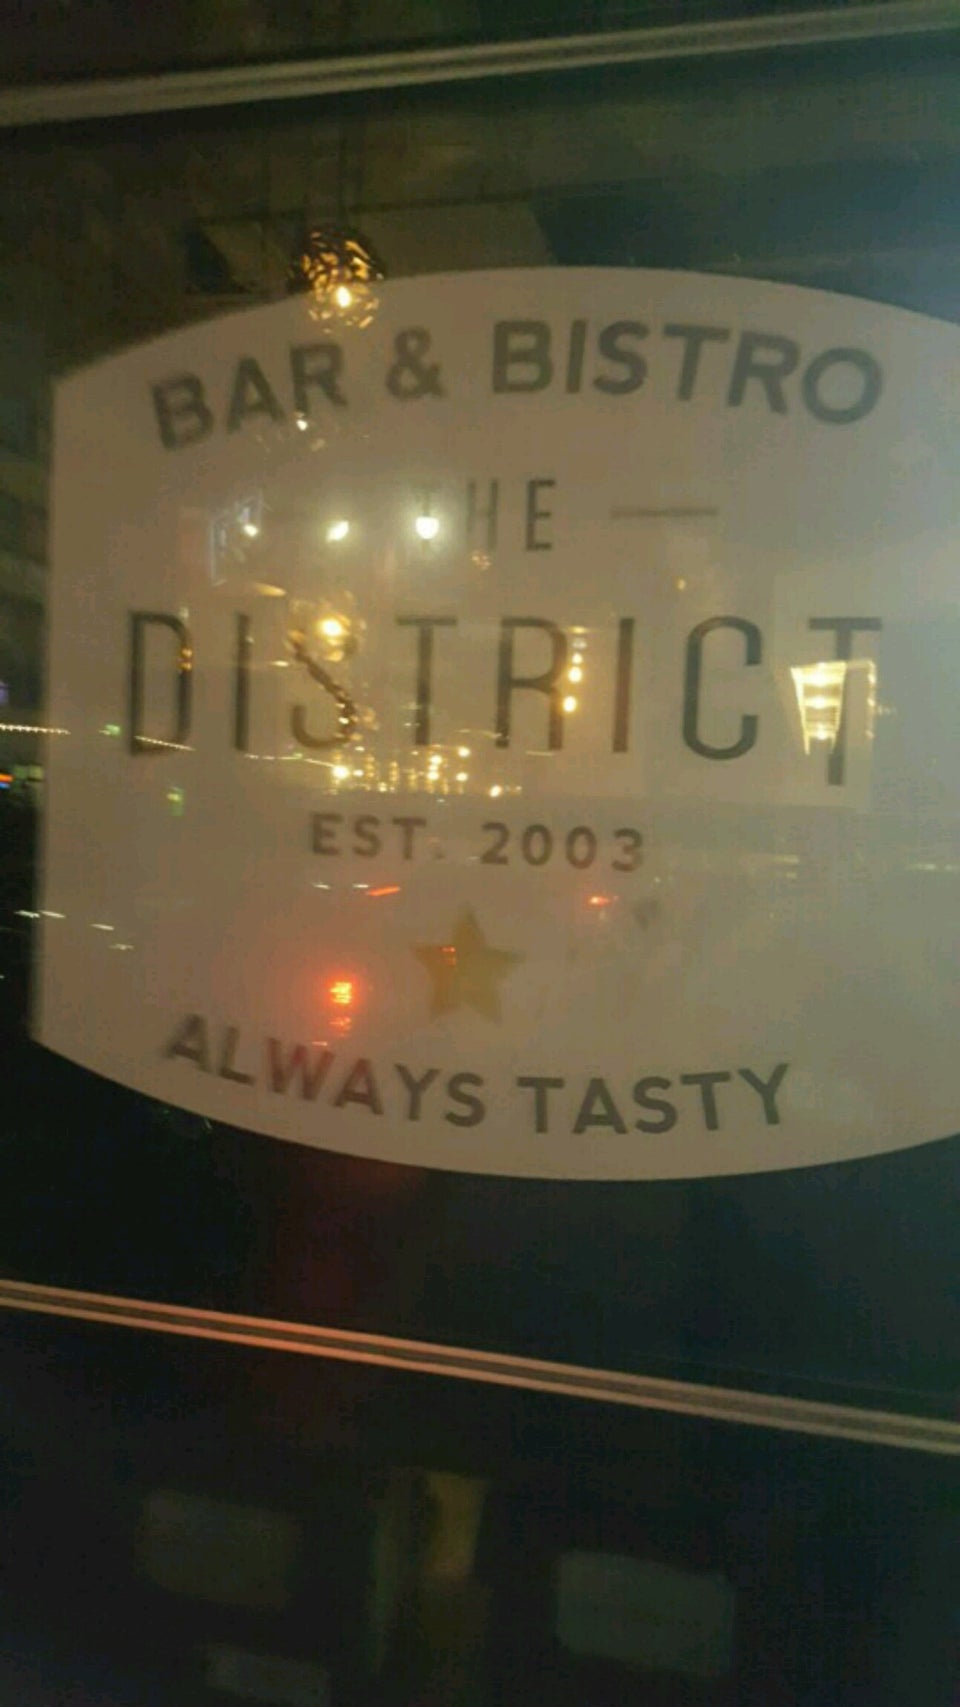 BAR & BISTRO
THE
DISTRICT
EST. 2003
ALWAYS TASTY